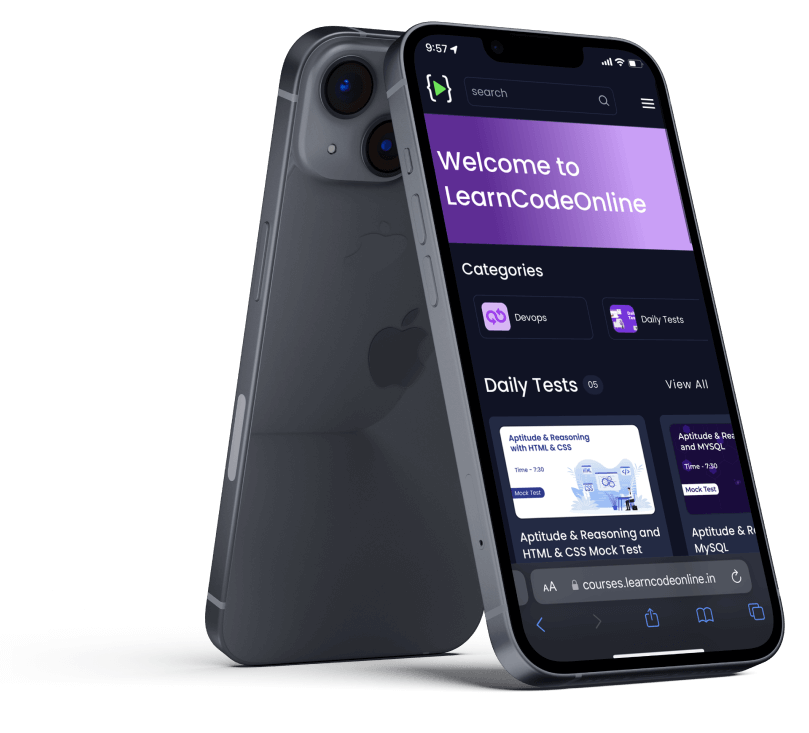 9:57
search
Welcome to
LearnCodeOnline
Categories
Devops
Daily Tests
Daily Tests 05
View All
Aptitude & Reasoning
with HTML & CSS
Time - 7:30
Mock Test
HTML
CSS
</>
Aptitude & Reasoning and
HTML & CSS Mock Test
Aptitude & Rea
and MYSQL
Time - 7:30
Mock Test
Aptitude & R
MySQL
AA courses.learncodeonline.in